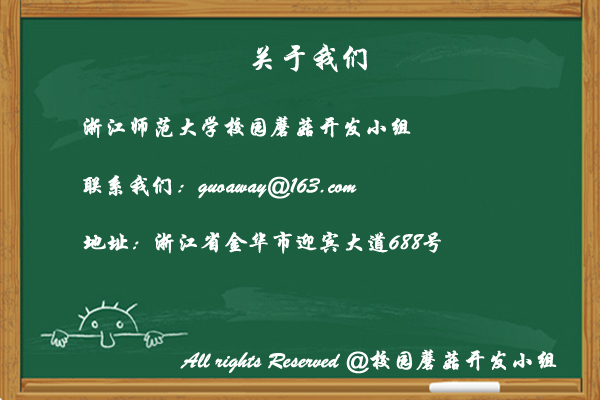 关于我们
浙江师范大学校园蘑菇开发小组
联系我们：guoaway@163.com
地址：浙江省金华市迎宾大道688号
All rights Reserved @校园蘑菇开发小组